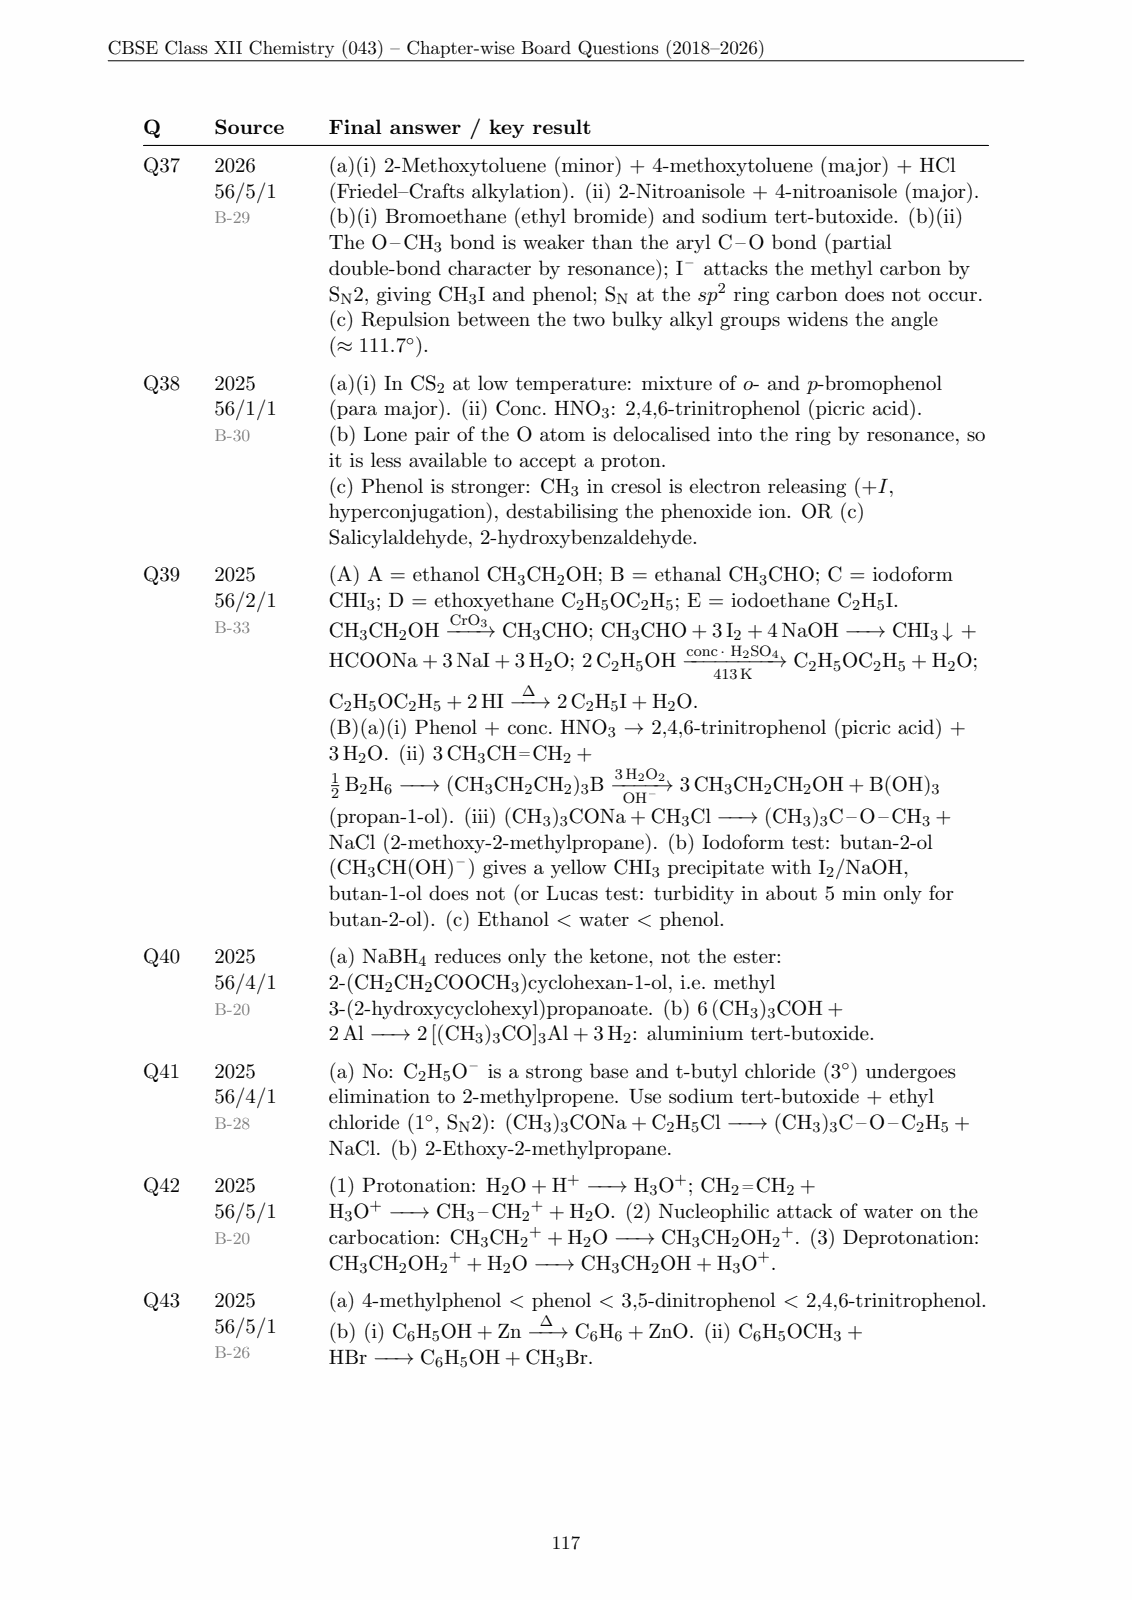 CBSE Class XII Chemistry (043) – Chapter-wise Board Questions (2018–2026)
Q Source Final answer / key result
Q37 2026 (a)(i) 2-Methoxytoluene (minor) + 4-methoxytoluene (major) + HCl
56/5/1 (Friedel–Crafts alkylation). (ii) 2-Nitroanisole + 4-nitroanisole (major).
B-29 (b)(i) Bromoethane (ethyl bromide) and sodium tert-butoxide. (b)(ii)
The O–CH₃ bond is weaker than the aryl C–O bond (partial
double-bond character by resonance); I⁻ attacks the methyl carbon by
S_N2, giving CH₃I and phenol; S_N at the sp² ring carbon does not occur.
(c) Repulsion between the two bulky alkyl groups widens the angle
(≈ 111.7°).
Q38 2025 (a)(i) In CS₂ at low temperature: mixture of o- and p-bromophenol
56/1/1 (para major). (ii) Conc. HNO₃: 2,4,6-trinitrophenol (picric acid).
B-30 (b) Lone pair of the O atom is delocalised into the ring by resonance, so
it is less available to accept a proton.
(c) Phenol is stronger: CH₃ in cresol is electron releasing (+I,
hyperconjugation), destabilising the phenoxide ion. OR (c)
Salicylaldehyde, 2-hydroxybenzaldehyde.
Q39 2025 (A) A = ethanol CH₃CH₂OH; B = ethanal CH₃CHO; C = iodoform
56/2/1 CHI₃; D = ethoxyethane C₂H₅OC₂H₅; E = iodoethane C₂H₅I.
B-33 CH₃CH₂OH —CrO₃→ CH₃CHO; CH₃CHO + 3 I₂ + 4 NaOH ⟶ CHI₃↓ +
HCOONa + 3 NaI + 3 H₂O; 2 C₂H₅OH —conc· H₂SO₄, 413 K→ C₂H₅OC₂H₅ + H₂O;
C₂H₅OC₂H₅ + 2 HI —Δ→ 2 C₂H₅I + H₂O.
(B)(a)(i) Phenol + conc. HNO₃ → 2,4,6-trinitrophenol (picric acid) +
3 H₂O. (ii) 3 CH₃CH=CH₂ +
½ B₂H₆ ⟶ (CH₃CH₂CH₂)₃B —3 H₂O₂, OH⁻→ 3 CH₃CH₂CH₂OH + B(OH)₃
(propan-1-ol). (iii) (CH₃)₃CONa + CH₃Cl ⟶ (CH₃)₃C–O–CH₃ +
NaCl (2-methoxy-2-methylpropane). (b) Iodoform test: butan-2-ol
(CH₃CH(OH)⁻) gives a yellow CHI₃ precipitate with I₂/NaOH,
butan-1-ol does not (or Lucas test: turbidity in about 5 min only for
butan-2-ol). (c) Ethanol < water < phenol.
Q40 2025 (a) NaBH₄ reduces only the ketone, not the ester:
56/4/1 2-(CH₂CH₂COOCH₃)cyclohexan-1-ol, i.e. methyl
B-20 3-(2-hydroxycyclohexyl)propanoate. (b) 6 (CH₃)₃COH +
2 Al ⟶ 2 [(CH₃)₃CO]₃Al + 3 H₂: aluminium tert-butoxide.
Q41 2025 (a) No: C₂H₅O⁻ is a strong base and t-butyl chloride (3°) undergoes
56/4/1 elimination to 2-methylpropene. Use sodium tert-butoxide + ethyl
B-28 chloride (1°, S_N2): (CH₃)₃CONa + C₂H₅Cl ⟶ (CH₃)₃C–O–C₂H₅ +
NaCl. (b) 2-Ethoxy-2-methylpropane.
Q42 2025 (1) Protonation: H₂O + H⁺ ⟶ H₃O⁺; CH₂=CH₂ +
56/5/1 H₃O⁺ ⟶ CH₃–CH₂⁺ + H₂O. (2) Nucleophilic attack of water on the
B-20 carbocation: CH₃CH₂⁺ + H₂O ⟶ CH₃CH₂OH₂⁺. (3) Deprotonation:
CH₃CH₂OH₂⁺ + H₂O ⟶ CH₃CH₂OH + H₃O⁺.
Q43 2025 (a) 4-methylphenol < phenol < 3,5-dinitrophenol < 2,4,6-trinitrophenol.
56/5/1 (b) (i) C₆H₅OH + Zn —Δ→ C₆H₆ + ZnO. (ii) C₆H₅OCH₃ +
B-26 HBr ⟶ C₆H₅OH + CH₃Br.
117